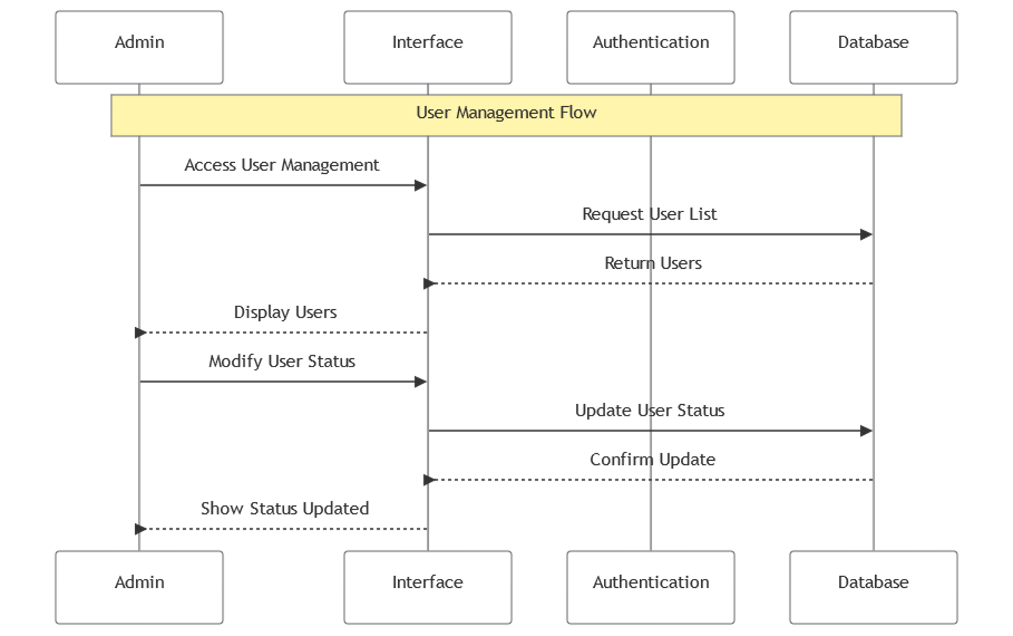 Admin
Interface
Authentication
Database
User Management Flow
Access User Management
Request User List
Return Users
Display Users
Modify User Status
Update User Status
Confirm Update
Show Status Updated
Admin
Interface
Authentication
Database